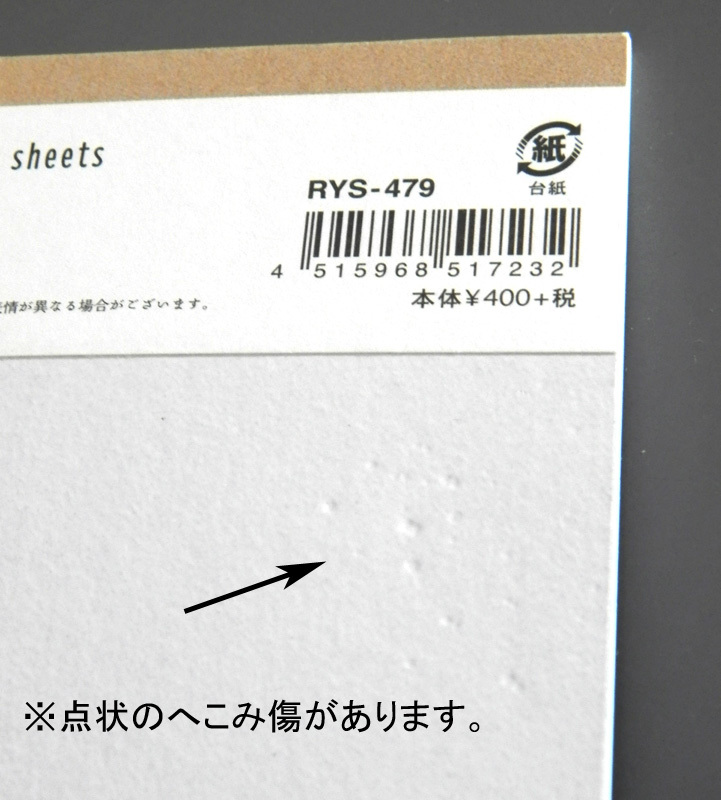 sheets
紙
台紙
RYS-479
4 515968 517232
情が異なる場合がございます。
本体￥400+税
※点状のへこみ傷があります。